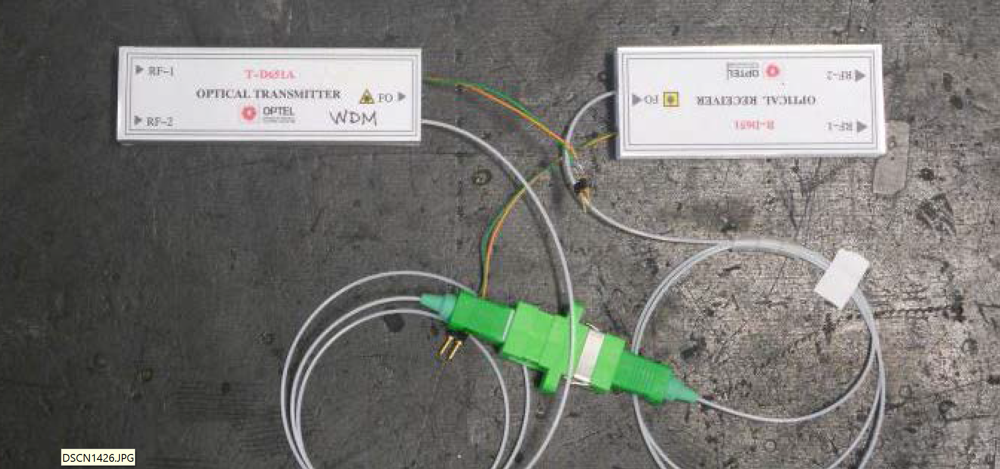 RF-1
T-D651A
OPTICAL TRANSMITTER
FO
OPTEL
WDM
RF-2
RF-1
R-D651
OPTICAL RECEIVER
FO
OPTEL
RF-2
DSCN1426.JPG